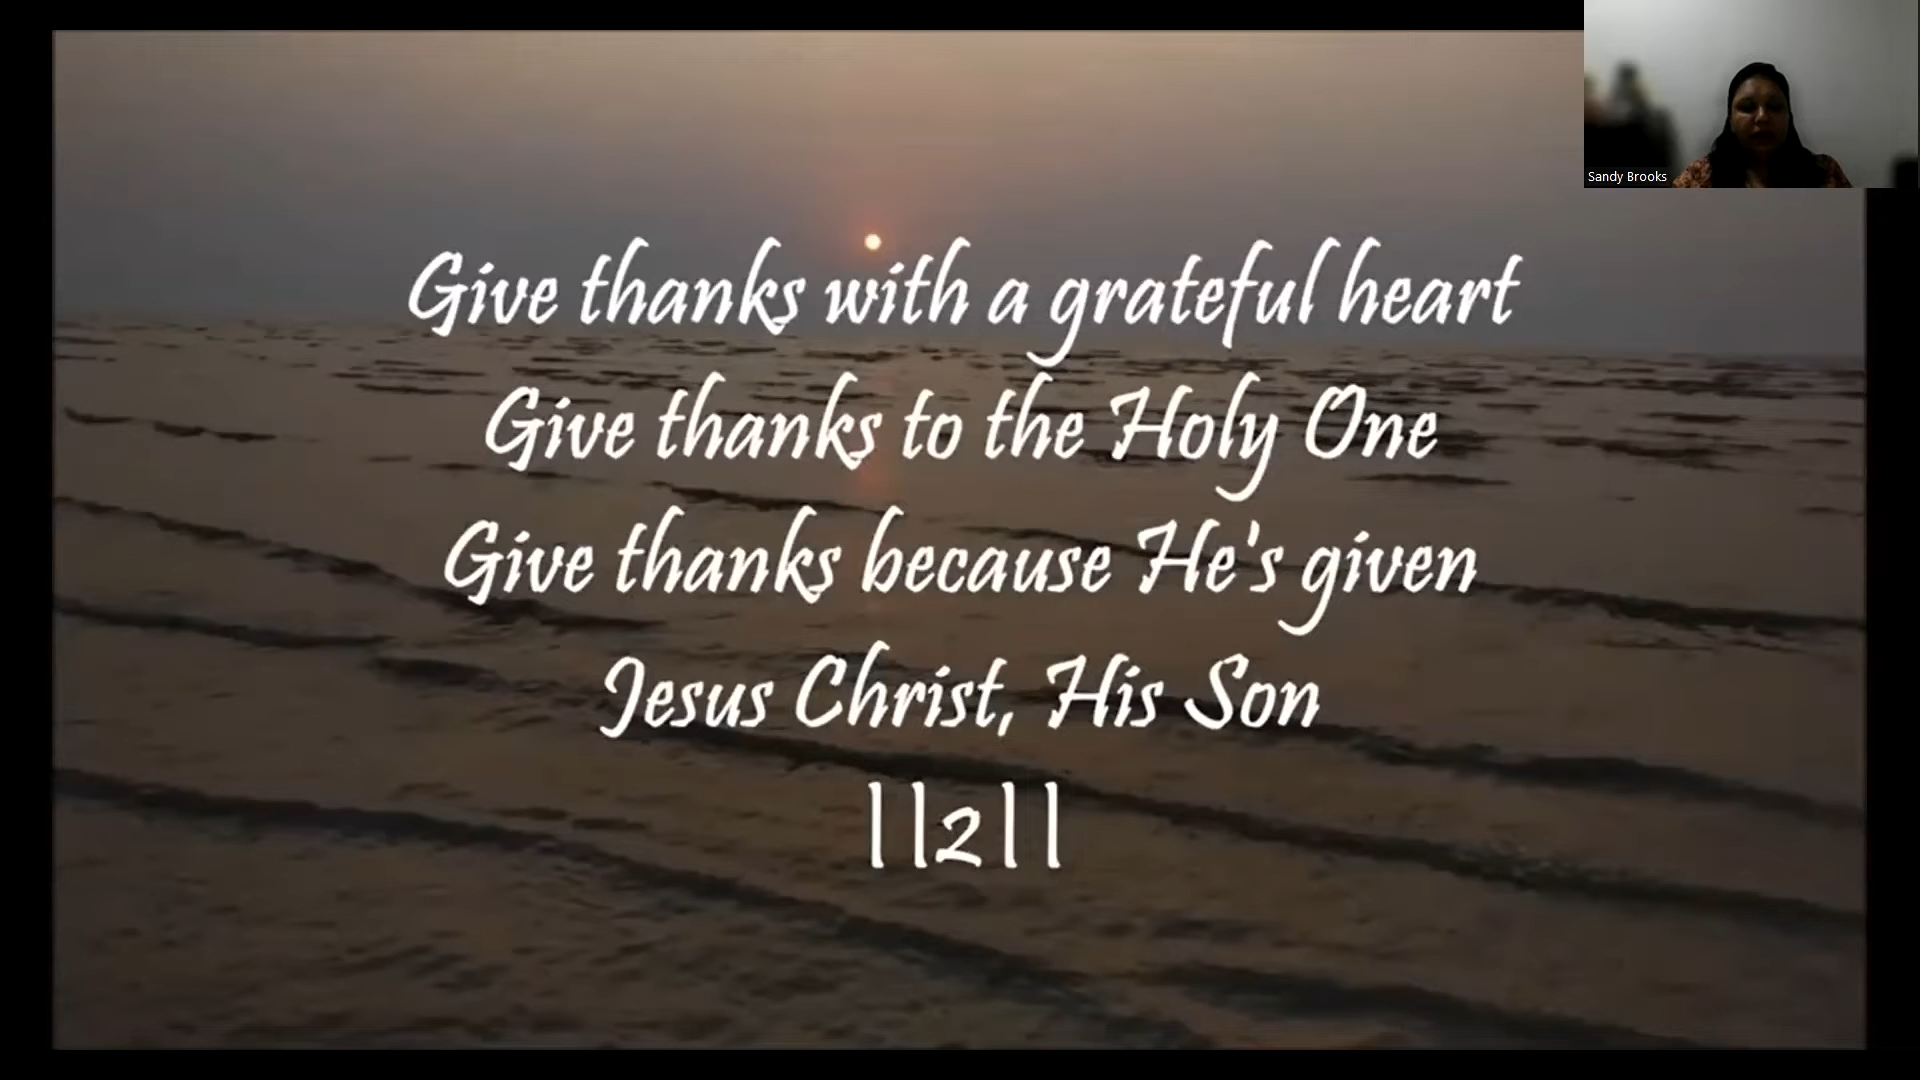 Give thanks with a grateful heart
Give thanks to the Holy One
Give thanks because He's given
Jesus Christ, His Son
||2||
Sandy Brooks